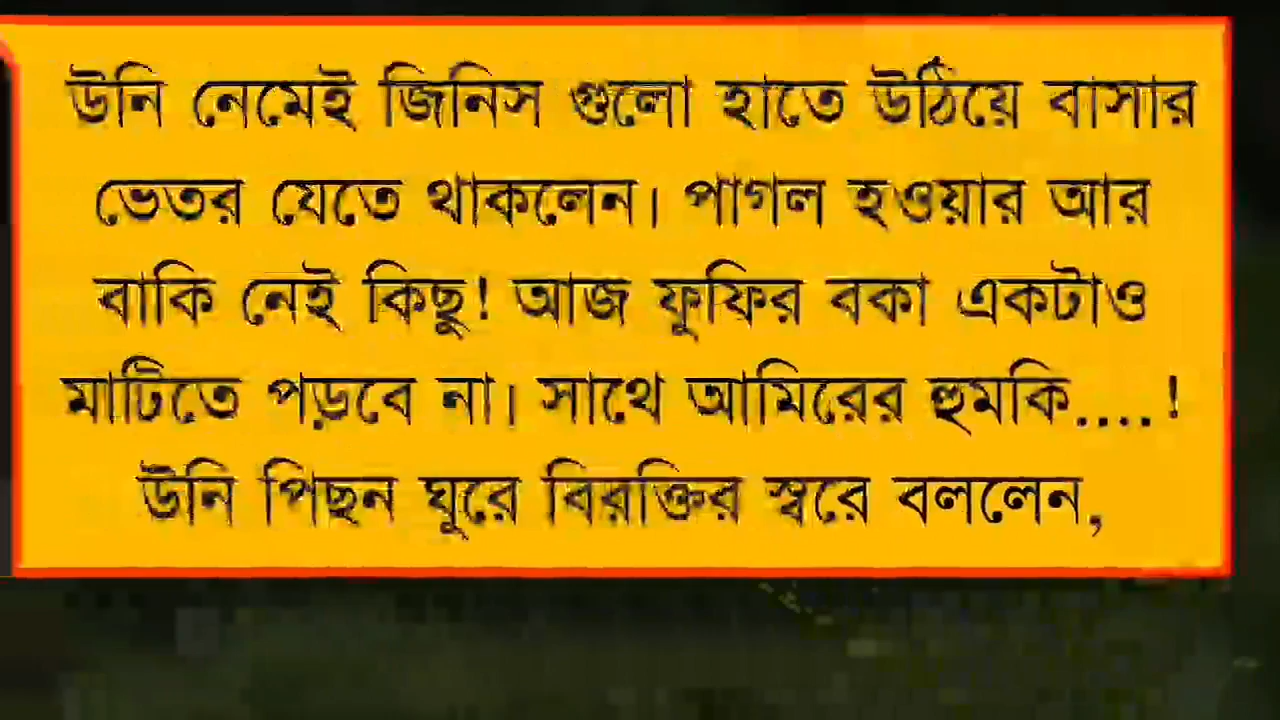 উনি নেমেই জিনিস গুলো হাতে উঠিয়ে বাসার
ভেতর যেতে থাকলেন। পাগল হওয়ার আর
বাকি নেই কিছু! আজ ফূফির বকা একটাও
মাটিতে পড়বে না। সাথে আমিরের হুমকি....!
উনি পিছন ঘুরে বিরক্তির স্বরে বললেন,